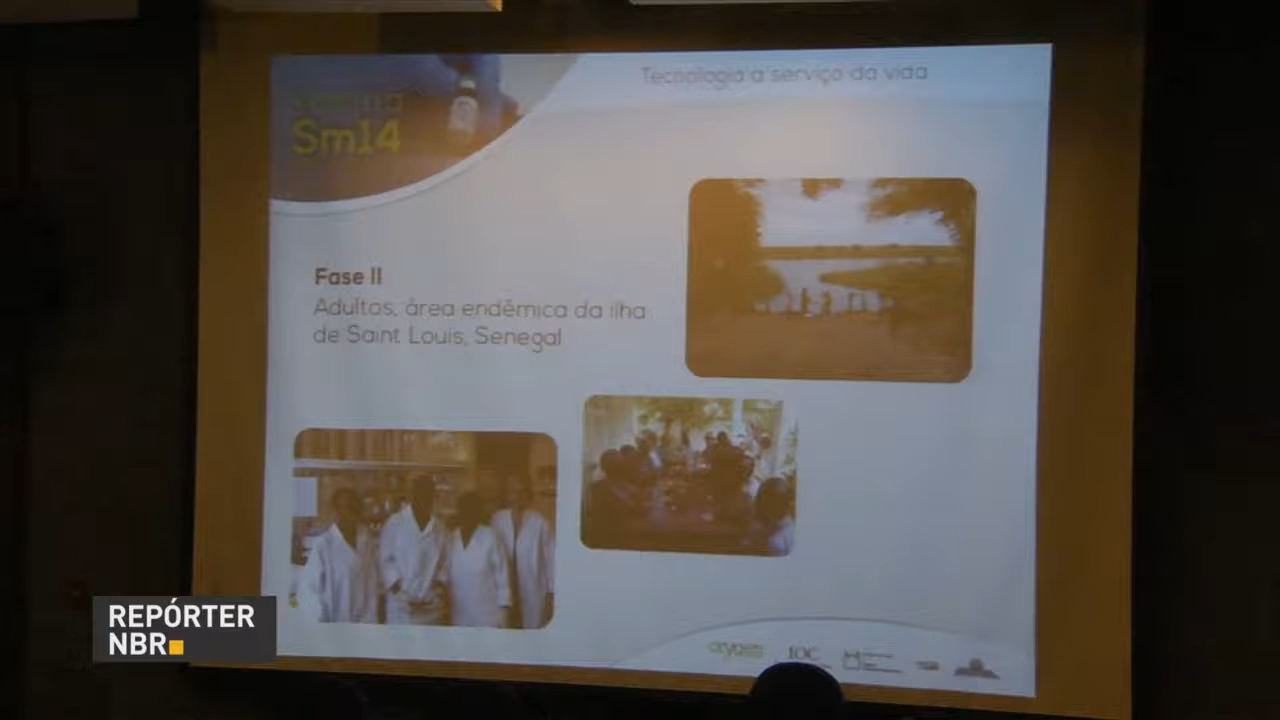 Tecnologia a serviço da vida
Sm14
Fase II
Adultos, área endêmica da ilha
de Saint Louis, Senegal
REPÓRTER
NBR
IOC